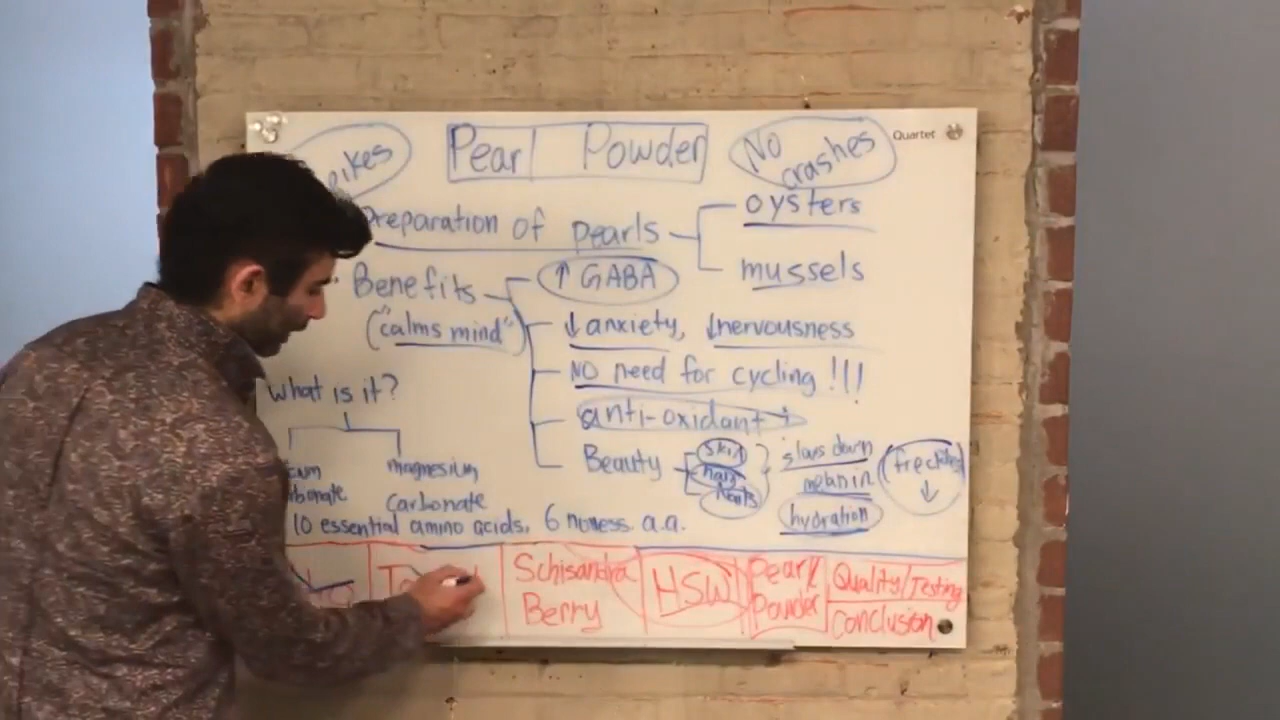 Pearl Powder
NO
crashes
Quartet
Preparation of pearls
oysters
mussels
Benefits
("calms mind")
↑ GABA
↓anxiety, ↓nervousness
NO need for cycling !!!
anti-oxidant
Beauty
skin
hair
nails
slows down
melanin
hydration
(freckles)
↓
What is it?
magnesium
carbonate
10 essential amino acids, 6 noness. a.a.
Schisandra
Berry
HSW
Pearl
Powder
Quality/Testing
Conclusion